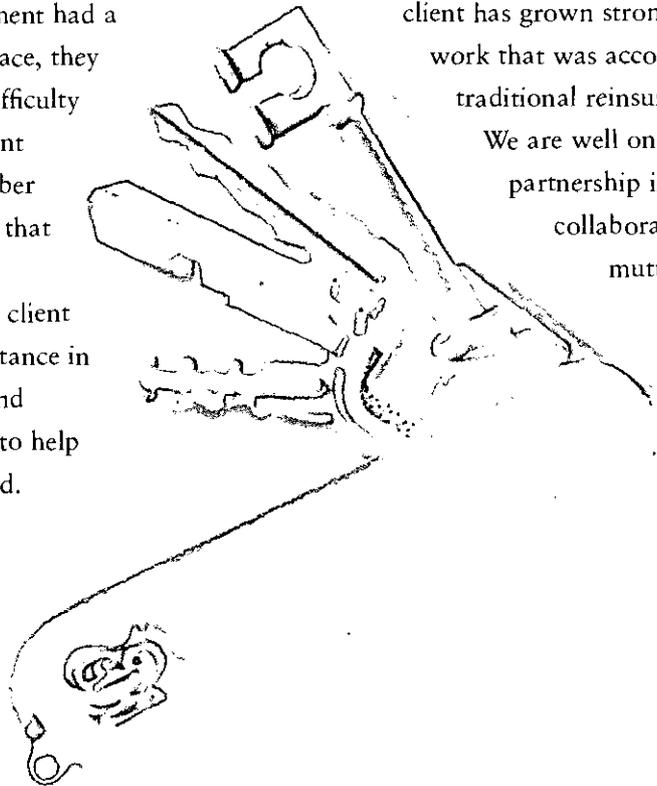 nent had a
ace, they
fficulty
nt
ber
that
client
tance in
nd
to help
d.
client has grown stron
work that was acco
traditional reinsu
We are well on
partnership i
collabora
mut